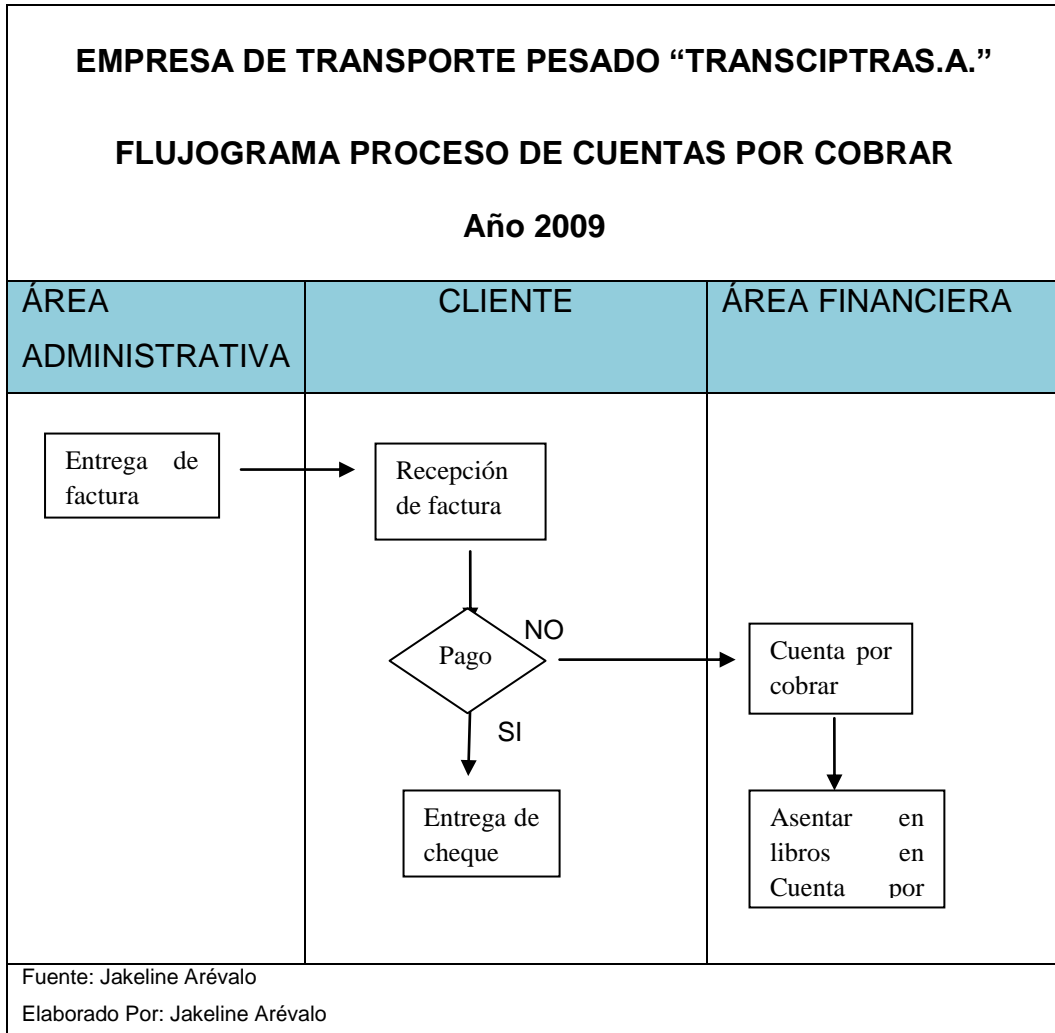 EMPRESA DE TRANSPORTE PESADO “TRANSCIPTRAS.A.”
FLUJOGRAMA PROCESO DE CUENTAS POR COBRAR
Año 2009
ÁREA
ADMINISTRATIVA
CLIENTE
ÁREA FINANCIERA
Entrega de
factura
Recepción
de factura
Pago
NO
Cuenta por
cobrar
SI
Entrega de
cheque
Asentar en
libros en
Cuenta por
Fuente: Jakeline Arévalo
Elaborado Por: Jakeline Arévalo